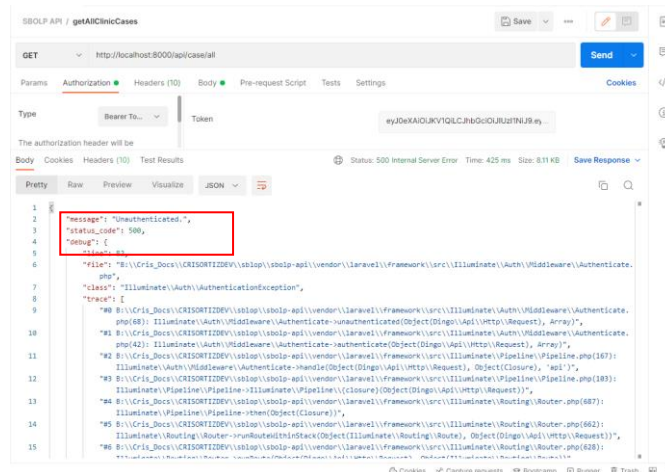 SBOLP API / getAllClinicCases
Save
GET http://localhost:8000/api/case/all Send
Params Authorization Headers (10) Body Pre-request Script Tests Settings Cookies
Type Bearer To... Token
The authorization header will be
Body Cookies Headers (10) Test Results Status: 500 Internal Server Error Time: 425 ms Size: 8.11 KB Save Response
Pretty Raw Preview Visualize JSON
1 {
2 "message": "Unauthenticated.",
3 "status_code": 500,
4 "debug": {
5
6 "file": "B:\\Cris_Docs\\CRISORTIZDEV\\sblop\\sbolp-api\\vendor\\laravel\\framework\\src\\Illuminate\\Auth\\Middleware\\Authenticate.
php",
7 "class": "Illuminate\\Auth\\AuthenticationException",
8 "trace": [
9 "#0 B:\\Cris_Docs\\CRISORTIZDEV\\sblop\\sbolp-api\\vendor\\laravel\\framework\\src\\Illuminate\\Auth\\Middleware\\Authenticate.
php(68): Illuminate\\Auth\\Middleware\\Authenticate->unauthenticated(Object(Dingo\\Api\\Http\\Request), Array)",
10 "#1 B:\\Cris_Docs\\CRISORTIZDEV\\sblop\\sbolp-api\\vendor\\laravel\\framework\\src\\Illuminate\\Auth\\Middleware\\Authenticate.
php(42): Illuminate\\Auth\\Middleware\\Authenticate->authenticate(Object(Dingo\\Api\\Http\\Request), Array)",
11 "#2 B:\\Cris_Docs\\CRISORTIZDEV\\sblop\\sbolp-api\\vendor\\laravel\\framework\\src\\Illuminate\\Pipeline\\Pipeline.php(167):
Illuminate\\Auth\\Middleware\\Authenticate->handle(Object(Dingo\\Api\\Http\\Request), Object(Closure), 'api')",
12 "#3 B:\\Cris_Docs\\CRISORTIZDEV\\sblop\\sbolp-api\\vendor\\laravel\\framework\\src\\Illuminate\\Pipeline\\Pipeline.php(103):
Illuminate\\Pipeline\\Pipeline->Illuminate\\Pipeline\\{closure}(Object(Dingo\\Api\\Http\\Request))",
13 "#4 B:\\Cris_Docs\\CRISORTIZDEV\\sblop\\sbolp-api\\vendor\\laravel\\framework\\src\\Illuminate\\Routing\\Router.php(687):
Illuminate\\Pipeline\\Pipeline->then(Object(Closure))",
14 "#5 B:\\Cris_Docs\\CRISORTIZDEV\\sblop\\sbolp-api\\vendor\\laravel\\framework\\src\\Illuminate\\Routing\\Router.php(662):
Illuminate\\Routing\\Router->runRouteWithinStack(Object(Illuminate\\Routing\\Route), Object(Dingo\\Api\\Http\\Request))",
15 "#6 B:\\Cris_Docs\\CRISORTIZDEV\\sblop\\sbolp-api\\vendor\\laravel\\framework\\src\\Illuminate\\Routing\\Router.php(628):
Cookies Capture requests Bootcamp Runner Trash